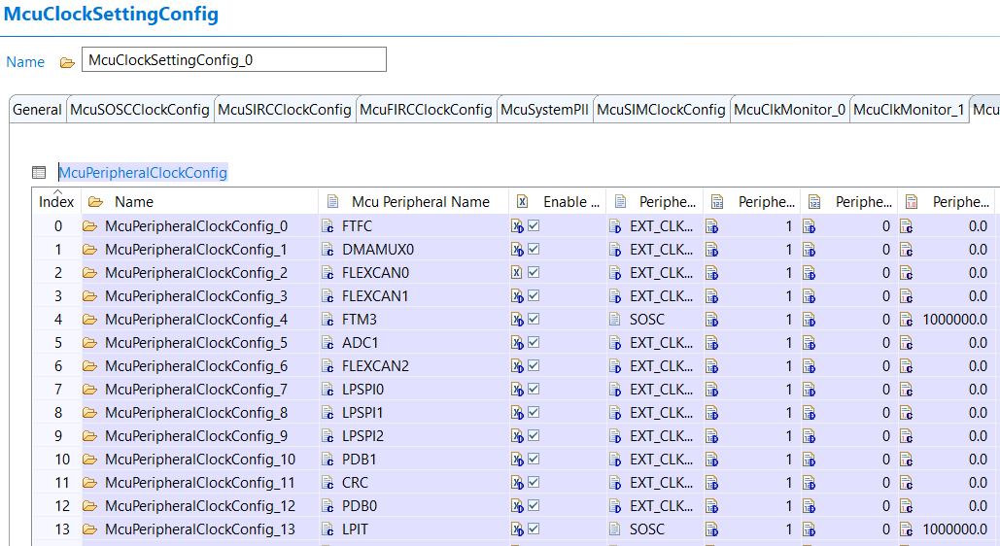 McuClockSettingConfig
Name McuClockSettingConfig_0
General McuSOSCClockConfig McuSIRCClockConfig McuFIRCClockConfig McuSystemPll McuSIMClockConfig McuClkMonitor_0 McuClkMonitor_1 Mcu
McuPeripheralClockConfig
Index Name Mcu Peripheral Name Enable ... Periphe... Periphe... Periphe... Periphe...
0 McuPeripheralClockConfig_0 FTFC EXT_CLK... 1 0 0.0
1 McuPeripheralClockConfig_1 DMAMUX0 EXT_CLK... 1 0 0.0
2 McuPeripheralClockConfig_2 FLEXCAN0 EXT_CLK... 1 0 0.0
3 McuPeripheralClockConfig_3 FLEXCAN1 EXT_CLK... 1 0 0.0
4 McuPeripheralClockConfig_4 FTM3 SOSC 1 0 1000000.0
5 McuPeripheralClockConfig_5 ADC1 EXT_CLK... 1 0 0.0
6 McuPeripheralClockConfig_6 FLEXCAN2 EXT_CLK... 1 0 0.0
7 McuPeripheralClockConfig_7 LPSPI0 EXT_CLK... 1 0 0.0
8 McuPeripheralClockConfig_8 LPSPI1 EXT_CLK... 1 0 0.0
9 McuPeripheralClockConfig_9 LPSPI2 EXT_CLK... 1 0 0.0
10 McuPeripheralClockConfig_10 PDB1 EXT_CLK... 1 0 0.0
11 McuPeripheralClockConfig_11 CRC EXT_CLK... 1 0 0.0
12 McuPeripheralClockConfig_12 PDB0 EXT_CLK... 1 0 0.0
13 McuPeripheralClockConfig_13 LPIT SOSC 1 0 1000000.0